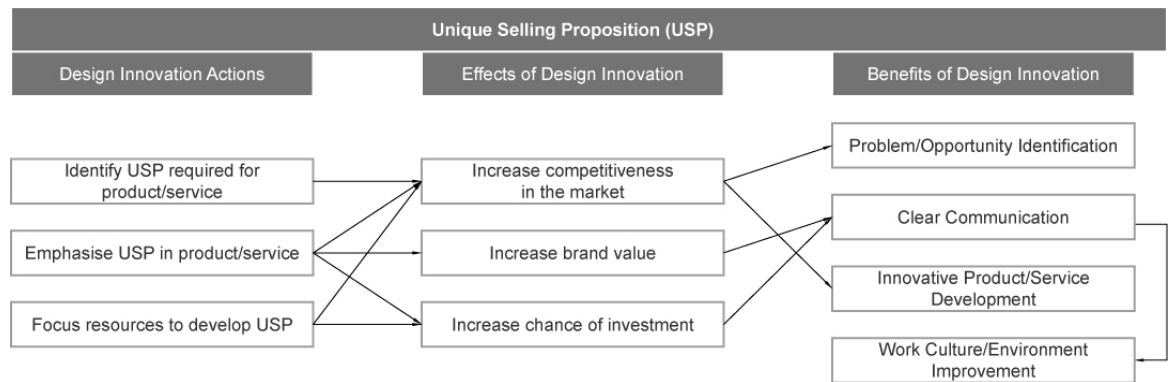 Unique Selling Proposition (USP)
Design Innovation Actions
Effects of Design Innovation
Benefits of Design Innovation
Identify USP required for
product/service
Emphasise USP in product/service
Focus resources to develop USP
Increase competitiveness
in the market
Increase brand value
Increase chance of investment
Problem/Opportunity Identification
Clear Communication
Innovative Product/Service
Development
Work Culture/Environment
Improvement